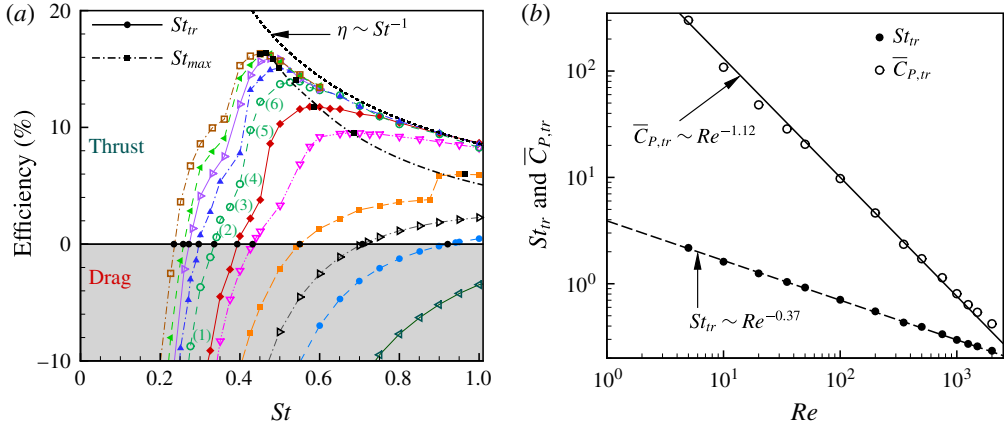 (a)
Efficiency (%)
20
15
10
5
0
−5
−10
St_tr
St_max
η ~ St^−1
Thrust
Drag
(6)
(5)
(4)
(3)
(2)
(1)
0 0.2 0.4 0.6 0.8 1.0
St
(b)
St_tr and C̅_P,tr
10^2
10^1
10^0
St_tr
C̅_P,tr
C̅_P,tr ~ Re^−1.12
St_tr ~ Re^−0.37
10^0 10^1 10^2 10^3
Re